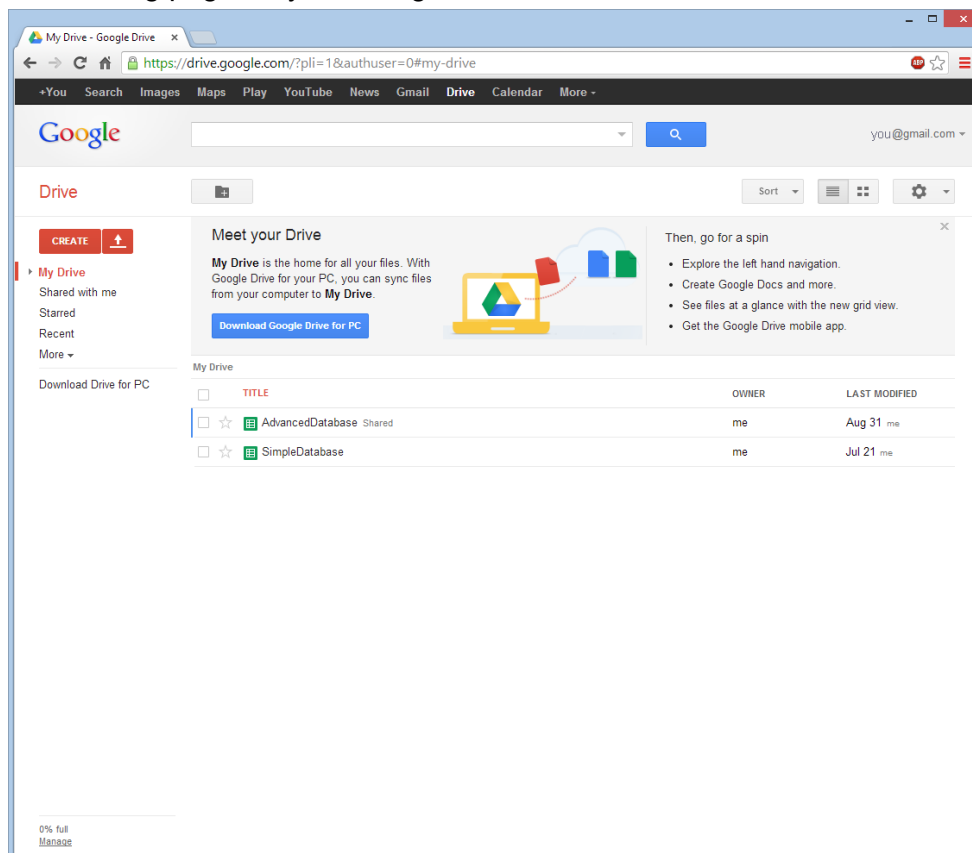 My Drive - Google Drive
https://drive.google.com/?pli=1&authuser=0#my-drive
ABP
+You Search Images Maps Play YouTube News Gmail Drive Calendar More
Google
you@gmail.com
Drive
Sort
CREATE
My Drive
Shared with me
Starred
Recent
More
Download Drive for PC
Meet your Drive
My Drive is the home for all your files. With
Google Drive for your PC, you can sync files
from your computer to My Drive.
Download Google Drive for PC
Then, go for a spin
Explore the left hand navigation.
Create Google Docs and more.
See files at a glance with the new grid view.
Get the Google Drive mobile app.
My Drive
TITLE OWNER LAST MODIFIED
AdvancedDatabase Shared me Aug 31 me
SimpleDatabase me Jul 21 me
0% full
Manage